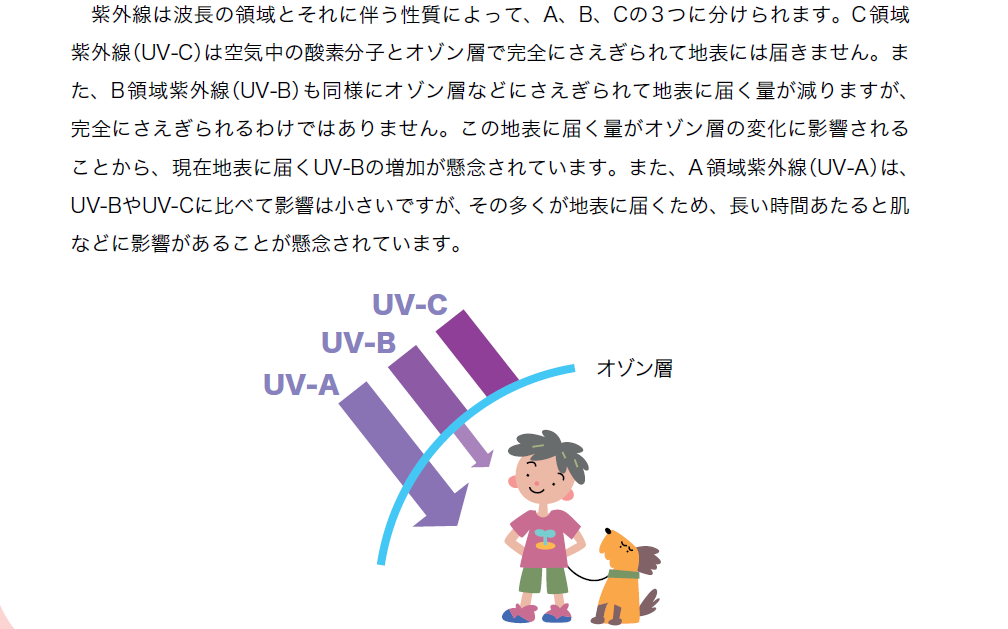 紫外線は波長の領域とそれに伴う性質によって、A、B、Cの3つに分けられます。C領域
紫外線(UV-C)は空気中の酸素分子とオゾン層で完全にさえぎられて地表には届きません。ま
た、B領域紫外線(UV-B)も同様にオゾン層などにさえぎられて地表に届く量が減りますが、
完全にさえぎられるわけではありません。この地表に届く量がオゾン層の変化に影響される
ことから、現在地表に届くUV-Bの増加が懸念されています。また、A領域紫外線(UV-A)は、
UV-BやUV-Cに比べて影響は小さいですが、その多くが地表に届くため、長い時間あたると肌
などに影響があることが懸念されています。
UV-C
UV-B
UV-A
オゾン層